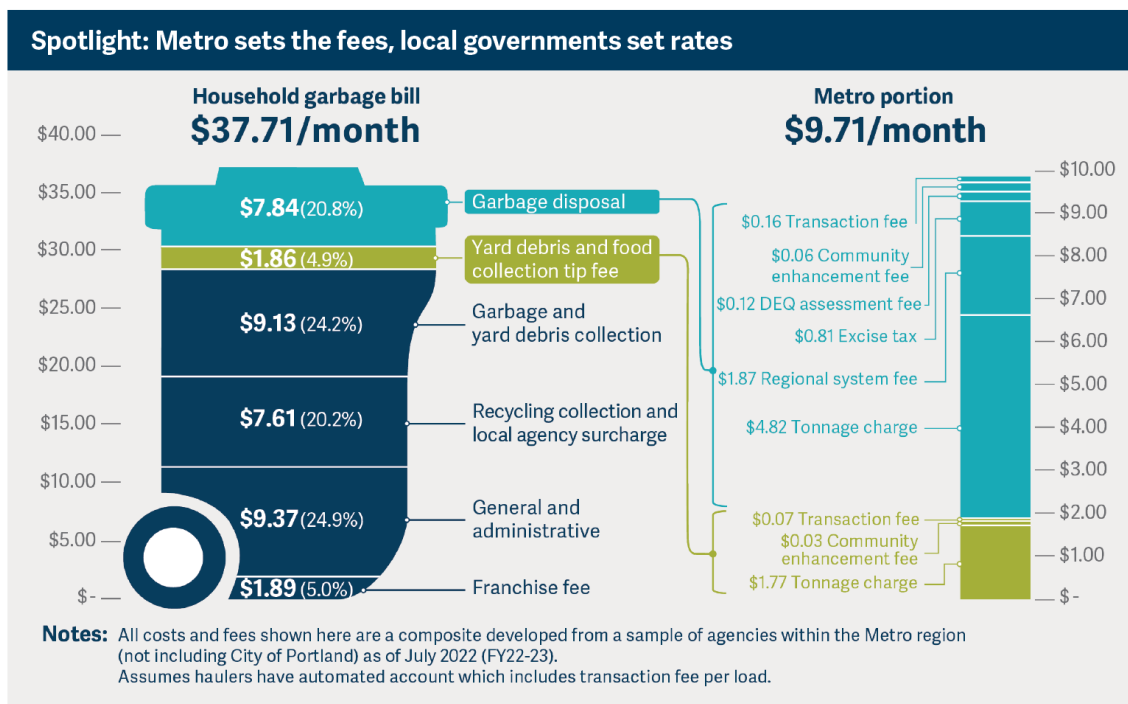 Spotlight: Metro sets the fees, local governments set rates
Household garbage bill
$37.71/month
$40.00
$35.00
$30.00
$25.00
$20.00
$15.00
$10.00
$5.00
$-
$7.84 (20.8%)
$1.86 (4.9%)
$9.13 (24.2%)
$7.61 (20.2%)
$9.37 (24.9%)
$1.89 (5.0%)
Garbage disposal
Yard debris and food
collection tip fee
Garbage and
yard debris collection
Recycling collection and
local agency surcharge
General and
administrative
Franchise fee
Metro portion
$9.71/month
$0.16 Transaction fee
$0.06 Community
enhancement fee
$0.12 DEQ assessment fee
$0.81 Excise tax
$1.87 Regional system fee
$4.82 Tonnage charge
$0.07 Transaction fee
$0.03 Community
enhancement fee
$1.77 Tonnage charge
$10.00
$9.00
$8.00
$7.00
$6.00
$5.00
$4.00
$3.00
$2.00
$1.00
$-
Notes: All costs and fees shown here are a composite developed from a sample of agencies within the Metro region
(not including City of Portland) as of July 2022 (FY22-23).
Assumes haulers have automated account which includes transaction fee per load.